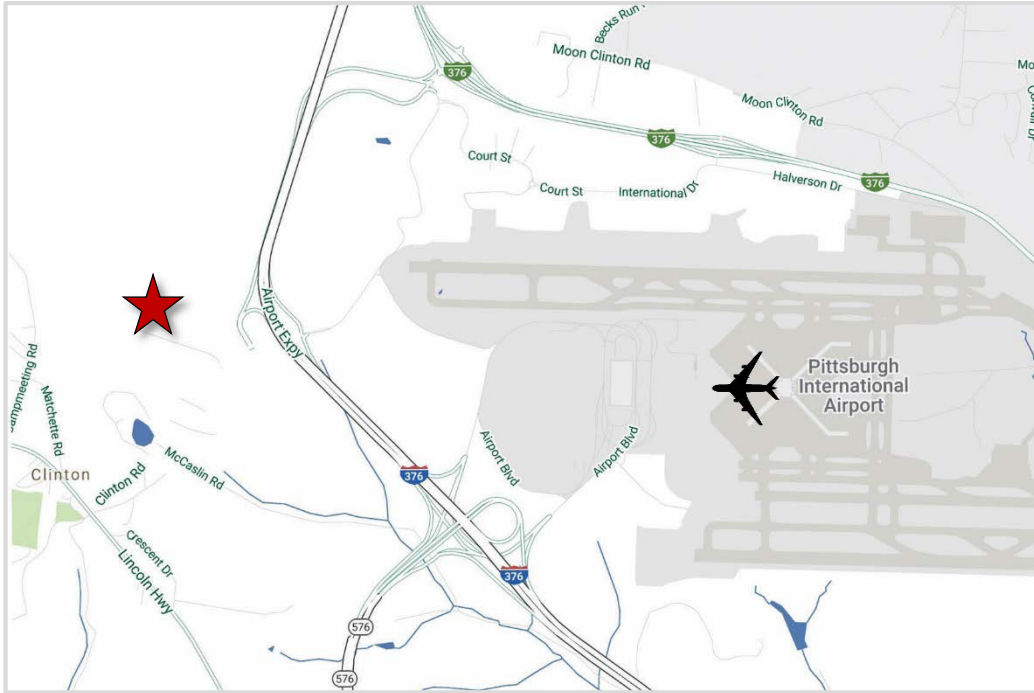 Becks Run
Moon Clinton Rd
376
Moon Clinton Rd
376
Court St
Halverson Dr
376
Court St
International Dr
Airport Expy
Pittsburgh
International
Airport
Matchette Rd
Clinton
Clinton Rd
McCaslin Rd
Airport Blvd
Airport Blvd
376
Crescent Dr
Lincoln Hwy
376
576
576